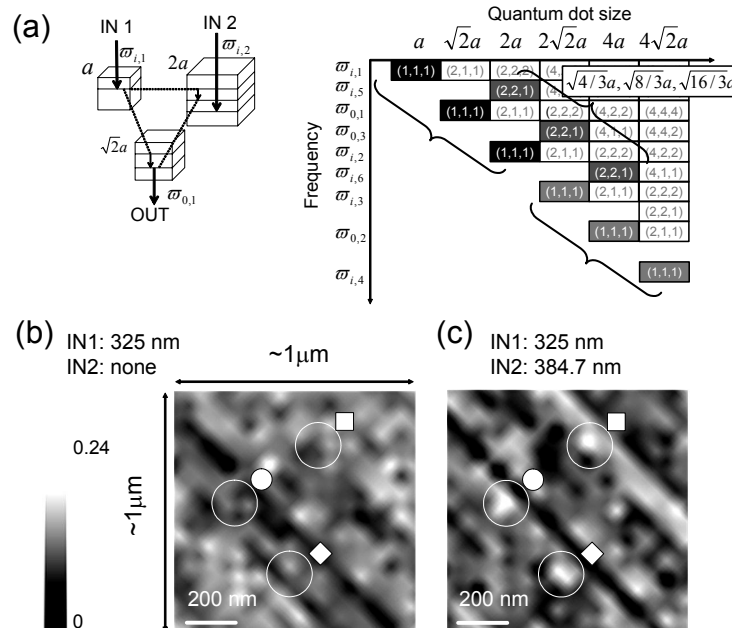 (a)
IN 1
IN 2
ϖi,1
ϖi,2
a
2a
√2a
ϖ0,1
OUT
Quantum dot size
a √2a 2a 2√2a 4a 4√2a
Frequency
ϖi,1 (1,1,1) (2,1,1) (2,2,2) (4,
√4/3a, √8/3a, √16/3a
ϖi,5 (2,2,1) (4,
ϖ0,1 (1,1,1) (2,1,1) (2,2,2) (4,2,2) (4,4,4)
ϖ0,3 (2,2,1) (4,1,1) (4,2,2)
ϖi,2 (1,1,1) (2,1,1) (2,2,2) (4,2,2)
ϖi,6 (2,2,1) (4,1,1)
ϖi,3 (1,1,1) (2,1,1) (2,2,2)
(2,2,1)
ϖ0,2 (1,1,1) (2,1,1)
ϖi,4 (1,1,1)
(b)
IN1: 325 nm
IN2: none
~1μm
~1μm
0.24
0
200 nm
(c)
IN1: 325 nm
IN2: 384.7 nm
200 nm